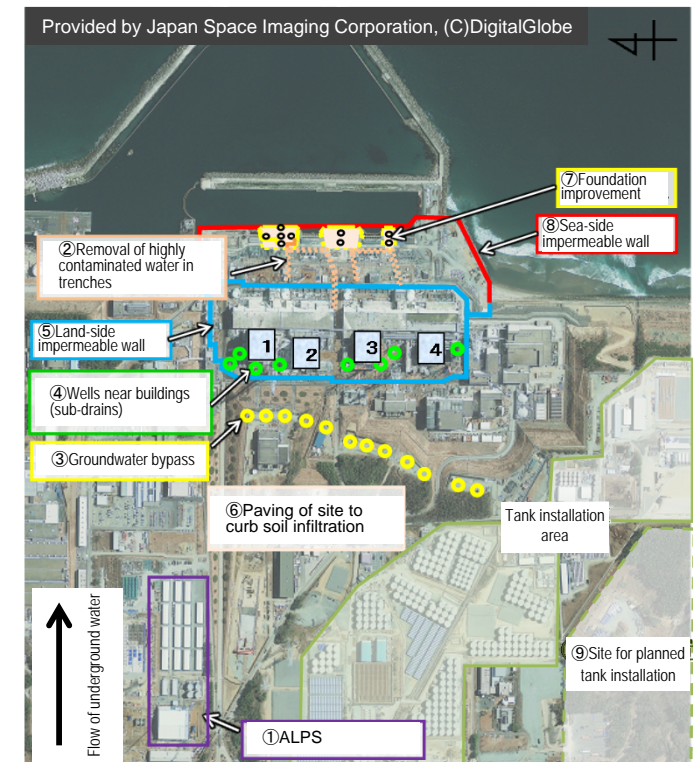 Provided by Japan Space Imaging Corporation, (C)DigitalGlobe
⑦Foundation
improvement
⑧Sea-side
impermeable wall
②Removal of highly
contaminated water in
trenches
⑤Land-side
impermeable wall
1
2
3
4
④Wells near buildings
(sub-drains)
③Groundwater bypass
⑥Paving of site to
curb soil infiltration
Tank installation
area
Flow of underground water
⑨Site for planned
tank installation
①ALPS